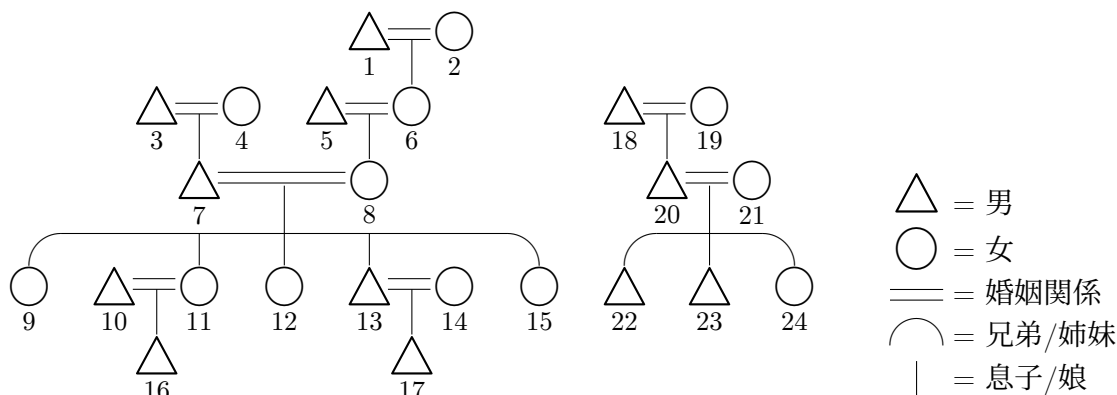 1 2
3 4 5 6 18 19
7 8 20 21
= 男
= 女
9 10 11 12 13 14 15 22 23 24
= 婚姻関係
= 兄弟/姉妹
16 17
= 息子/娘